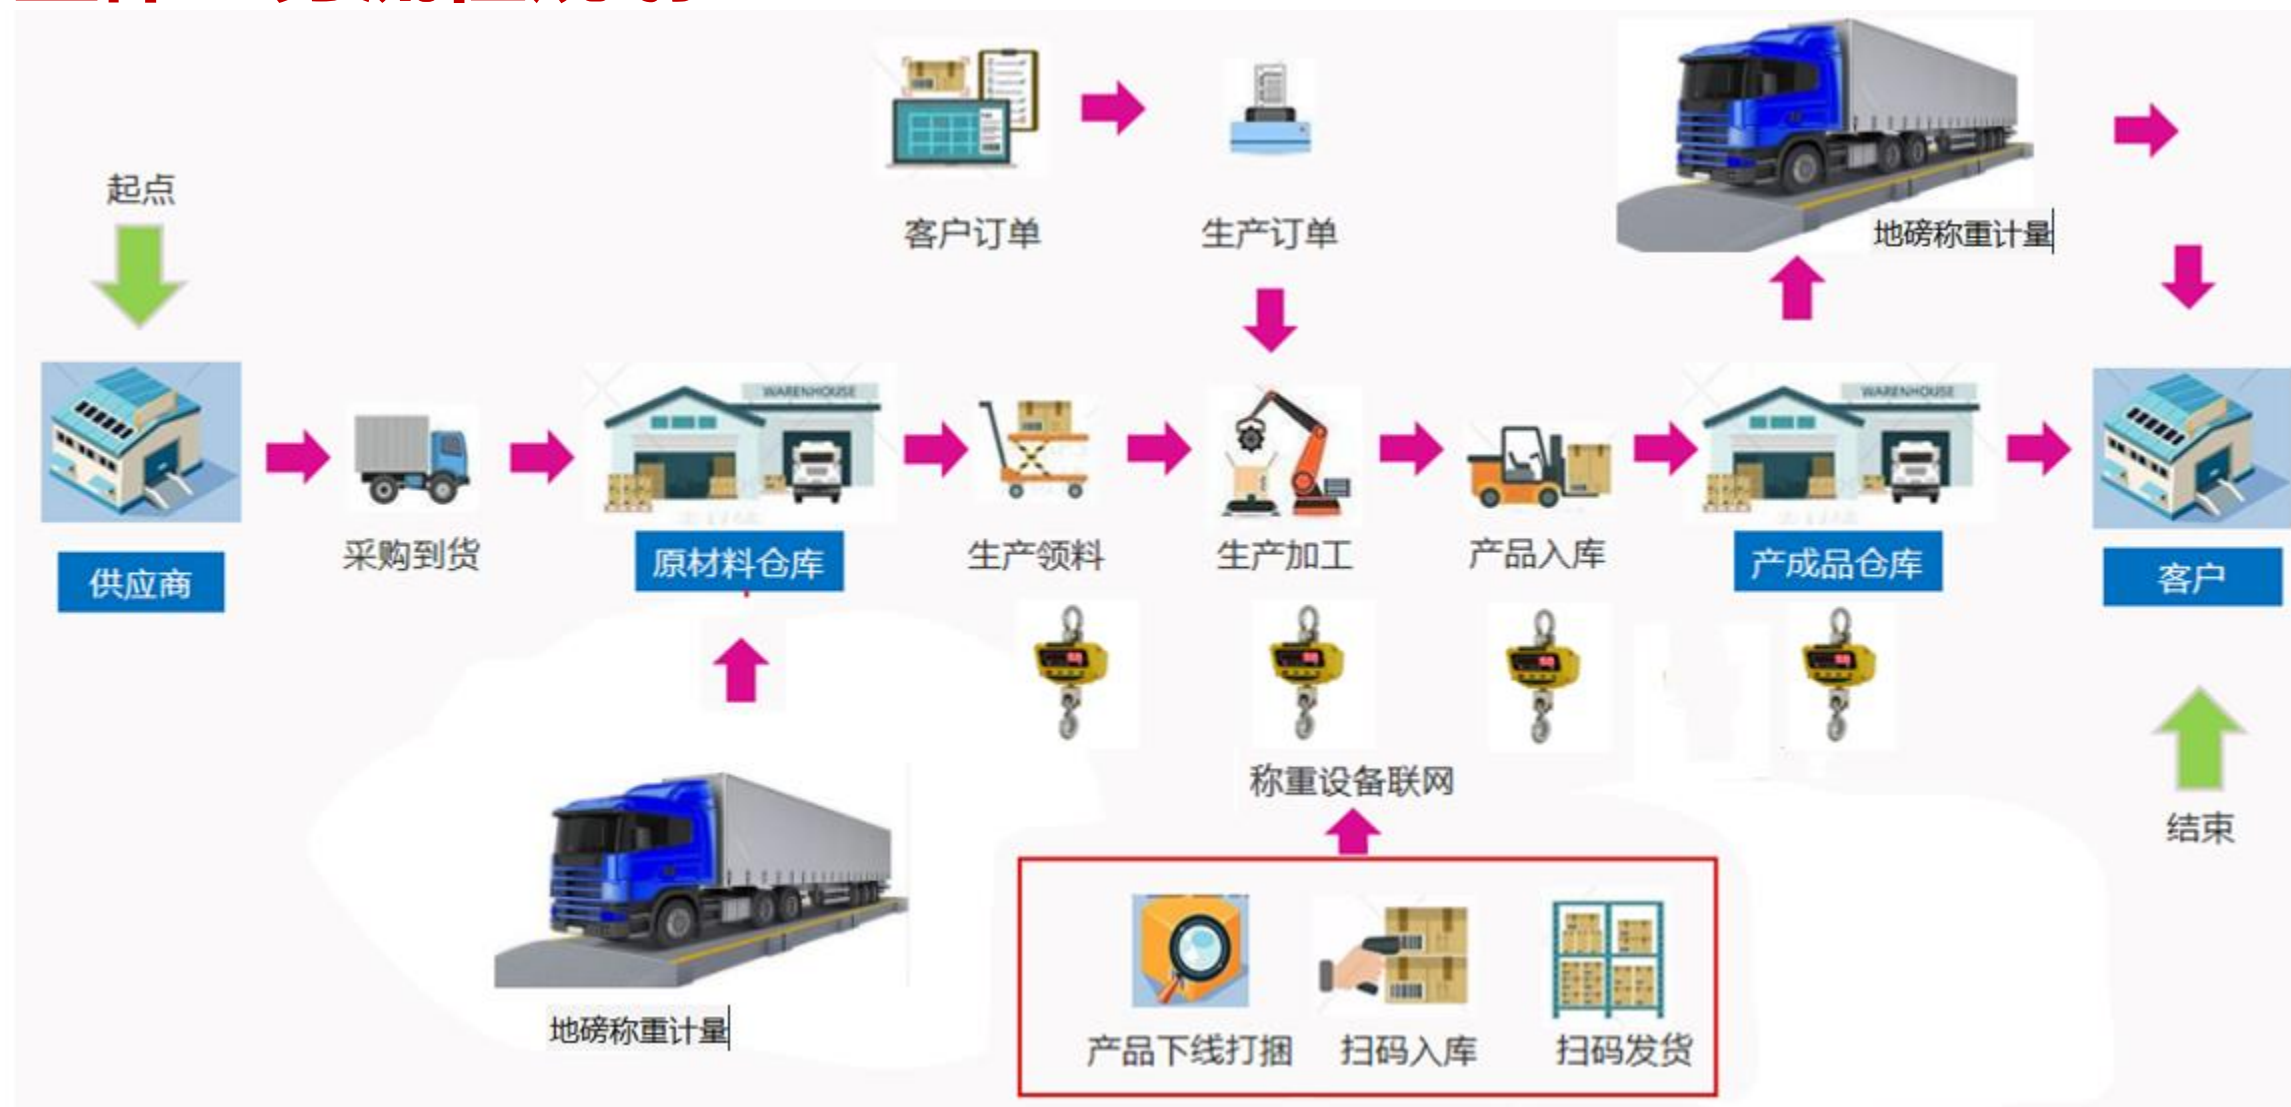 起点
客户订单
生产订单
地磅称重计量
WARENHOUSE
WARENHOUSE
供应商
采购到货
原材料仓库
生产领料
生产加工
产品入库
产成品仓库
客户
称重设备联网
结束
地磅称重计量
产品下线打捆
扫码入库
扫码发货